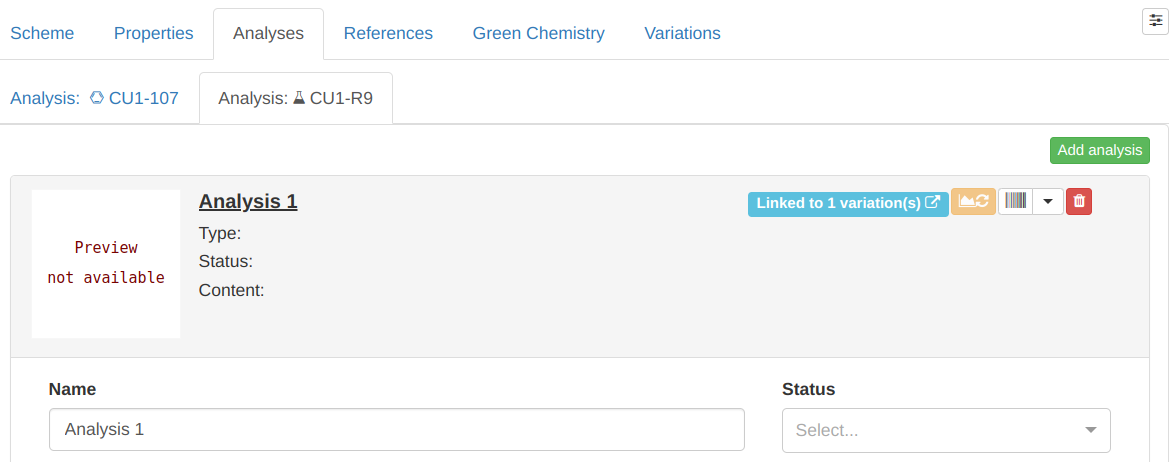 Scheme Properties Analyses References Green Chemistry Variations
Analysis: CU1-107 Analysis: CU1-R9
Add analysis
Analysis 1 Linked to 1 variation(s)
Preview
not available
Type:
Status:
Content:
Name Status
Analysis 1 Select...